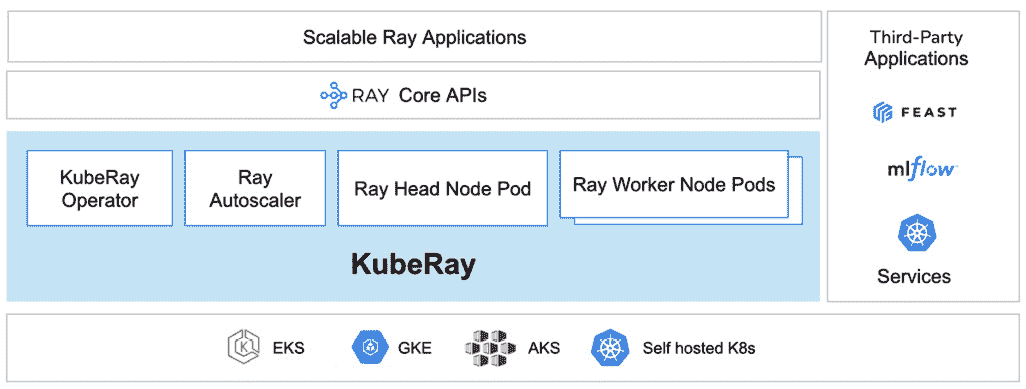 Scalable Ray Applications
RAY Core APIs
KubeRay
Operator
Ray
Autoscaler
Ray Head Node Pod
Ray Worker Node Pods
KubeRay
Third-Party
Applications
FEAST
mlflow™
Services
EKS
GKE
AKS
Self hosted K8s